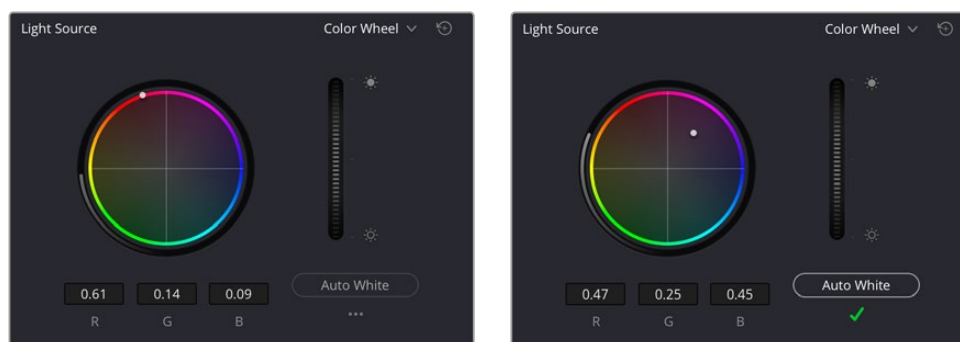 Light Source Color Wheel
0.61 0.14 0.09
R G B
Auto White
Light Source Color Wheel
0.47 0.25 0.45
R G B
Auto White